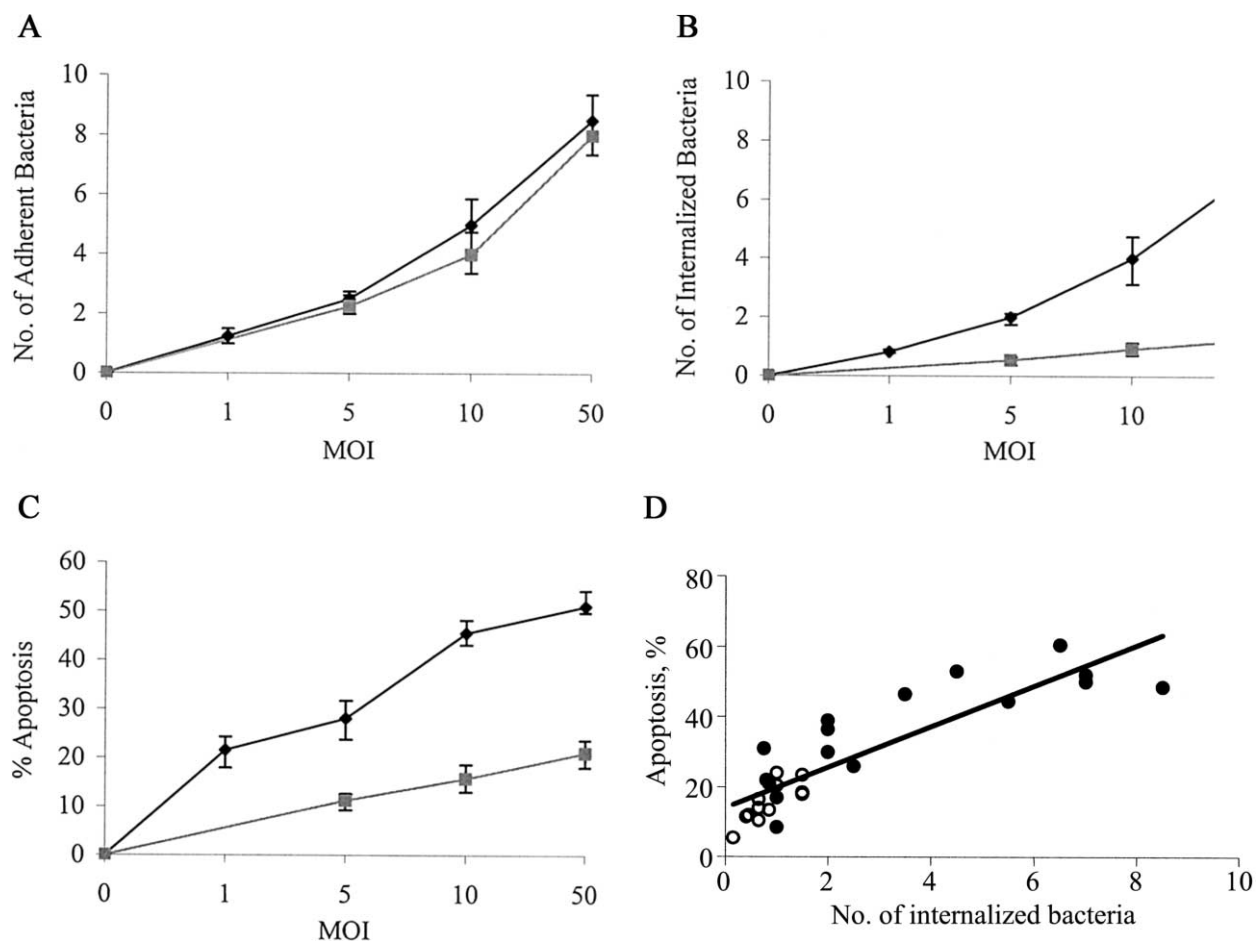 A
No. of Adherent Bacteria
10
8
6
4
2
0
0 1 5 10 50
MOI
B
No. of Internalized Bacteria
10
8
6
4
2
0
0 1 5 10
MOI
C
% Apoptosis
60
50
40
30
20
10
0
0 1 5 10 50
MOI
D
Apoptosis, %
80
60
40
20
0
0 2 4 6 8 10
No. of internalized bacteria